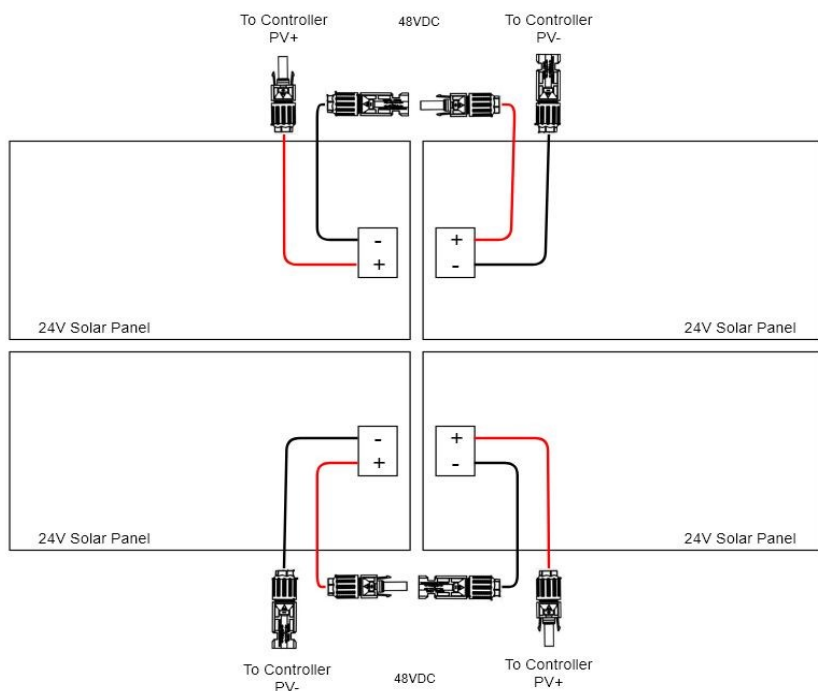 To Controller
PV+
48VDC
To Controller
PV-
-
+
+
-
24V Solar Panel
24V Solar Panel
-
+
+
-
24V Solar Panel
24V Solar Panel
To Controller
PV-
48VDC
To Controller
PV+